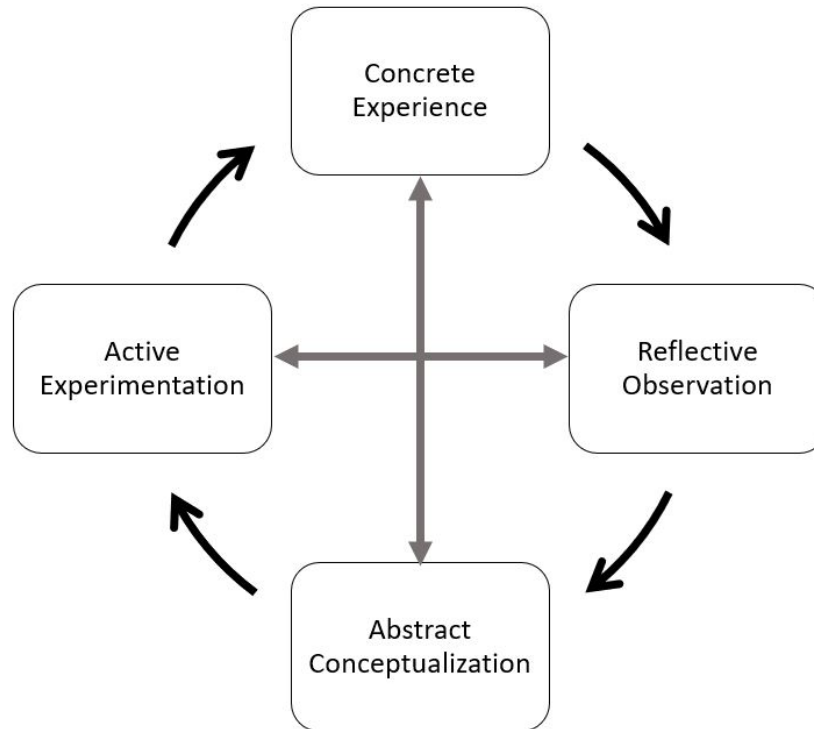 Concrete
Experience
Active
Experimentation
Reflective
Observation
Abstract
Conceptualization